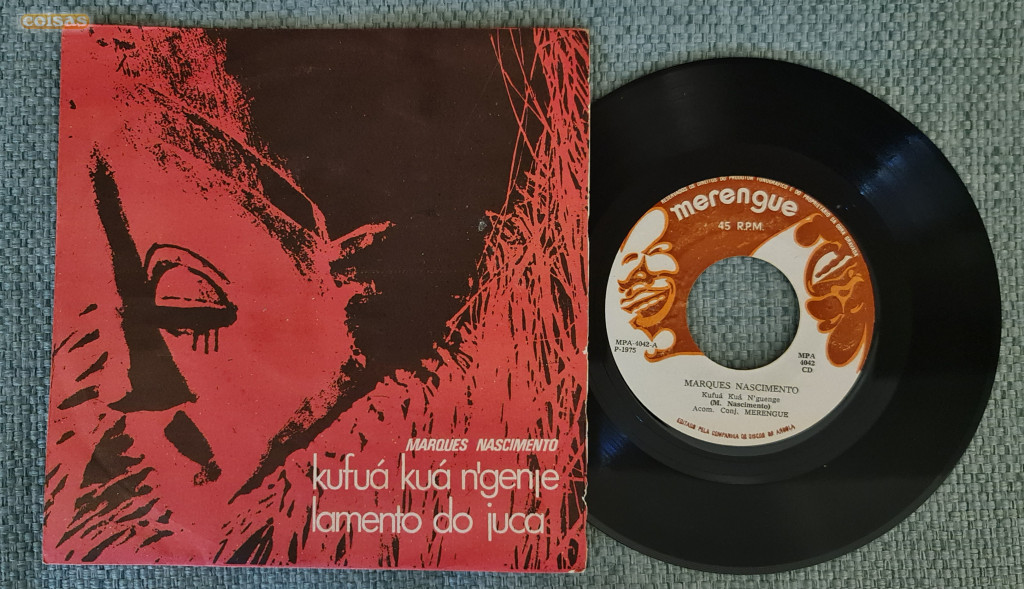 COISAS
MARQUES NASCIMENTO
kufuá kuá n'genje
lamento do juca
merengue
45 R.P.M.
MPA-4042-A
P-1975
MPA
4042
CD
MARQUES NASCIMENTO
Kufuá Kuá N'guenge
(M. Nascimento)
Acom. Conj. MERENGUE
EDITADO PELA COMPANHIA DE DISCOS DE ANGOLA